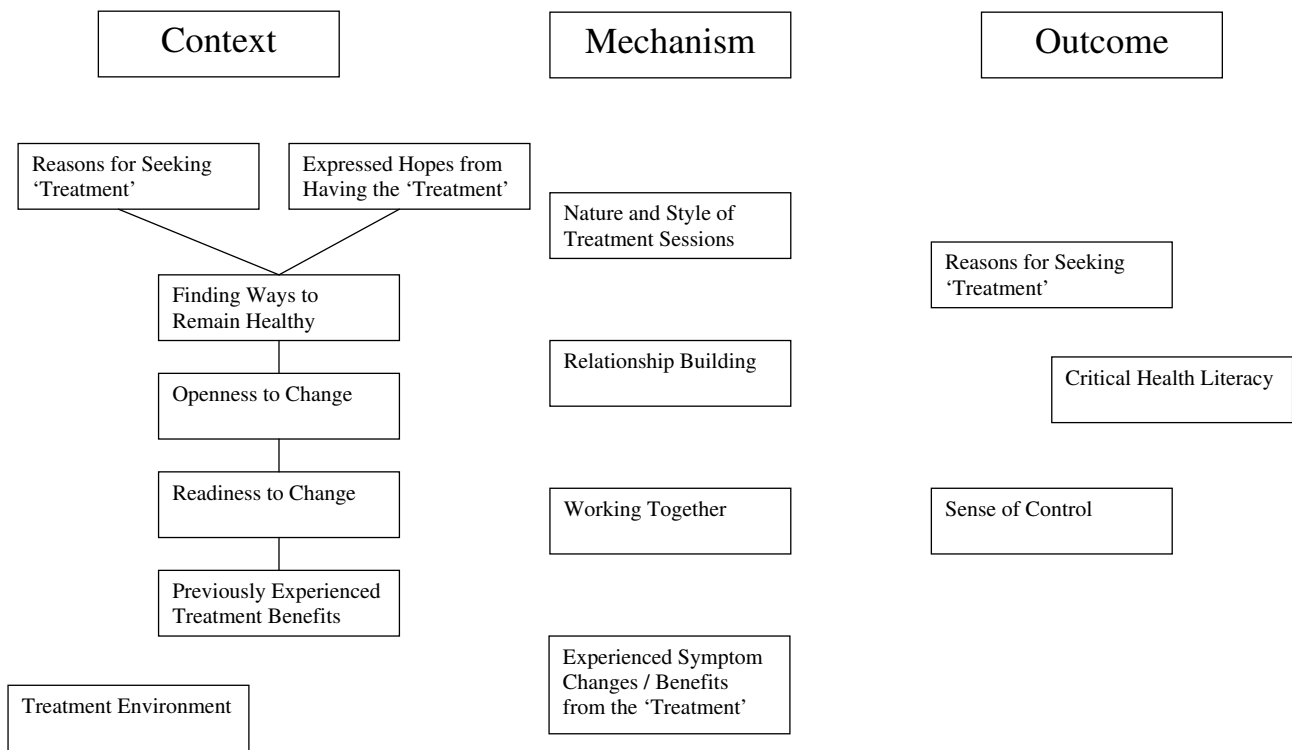 Context
Mechanism
Outcome
Reasons for Seeking
‘Treatment’
Expressed Hopes from
Having the ‘Treatment’
Finding Ways to
Remain Healthy
Openness to Change
Readiness to Change
Previously Experienced
Treatment Benefits
Treatment Environment
Nature and Style of
Treatment Sessions
Relationship Building
Working Together
Experienced Symptom
Changes / Benefits
from the ‘Treatment’
Reasons for Seeking
‘Treatment’
Critical Health Literacy
Sense of Control